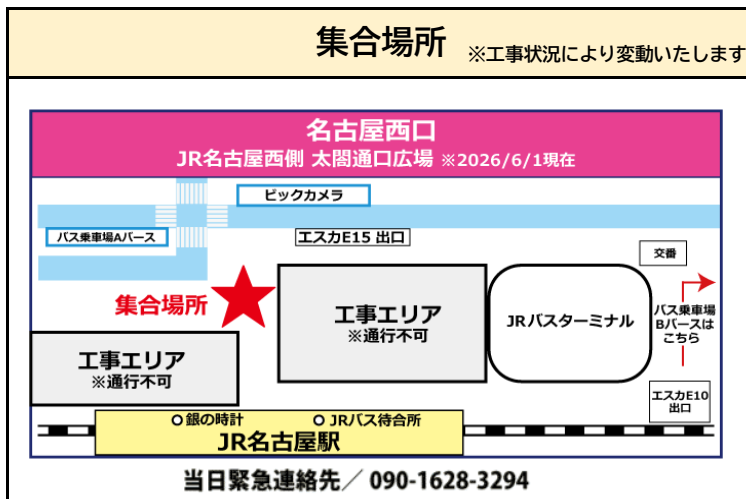 集合場所 ※工事状況により変動いたします
名古屋西口
JR名古屋西側 太閤通口広場 ※2026/6/1現在
ビックカメラ
バス乗車場Aバース
エスカE15 出口
交番
集合場所
工事エリア
※通行不可
JRバスターミナル
バス乗車場
Bバースは
こちら
工事エリア
※通行不可
エスカE10
出口
銀の時計
JRバス待合所
JR名古屋駅
当日緊急連絡先／ 090-1628-3294